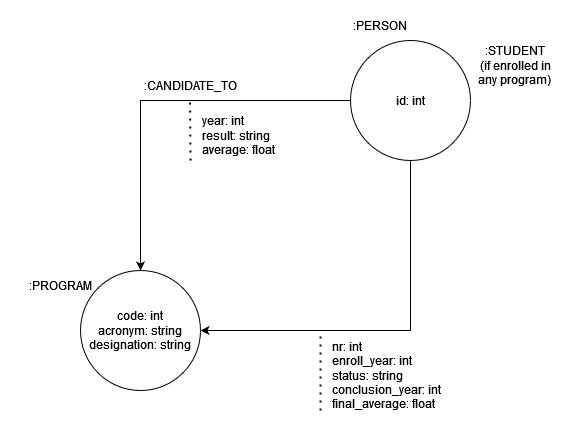 :PERSON
:STUDENT
(if enrolled in
any program)
id: int
:CANDIDATE_TO
year: int
result: string
average: float
:PROGRAM
code: int
acronym: string
designation: string
nr: int
enroll_year: int
status: string
conclusion_year: int
final_average: float